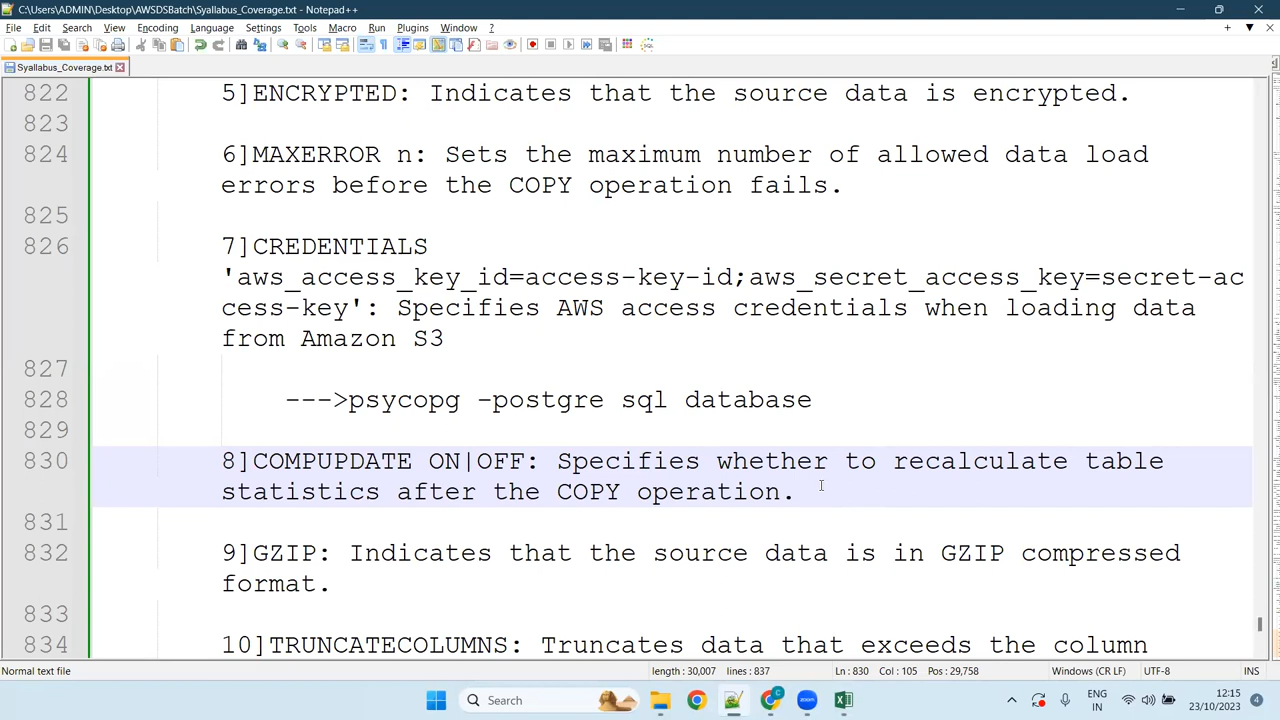 C:\Users\ADMIN\Desktop\AWSDSBatch\Syallabus_Coverage.txt - Notepad++
File Edit Search View Encoding Language Settings Tools Macro Run Plugins Window ?
Syallabus_Coverage.txt
822 5]ENCRYPTED: Indicates that the source data is encrypted.
823
824 6]MAXERROR n: Sets the maximum number of allowed data load
errors before the COPY operation fails.
825
826 7]CREDENTIALS
'aws_access_key_id=access-key-id;aws_secret_access_key=secret-ac
cess-key': Specifies AWS access credentials when loading data
from Amazon S3
827
828 --->psycopg -postgre sql database
829
830 8]COMPUPDATE ON|OFF: Specifies whether to recalculate table
statistics after the COPY operation.
831
832 9]GZIP: Indicates that the source data is in GZIP compressed
format.
833
834 10]TRUNCATECOLUMNS: Truncates data that exceeds the column
Normal text file length : 30,007 lines : 837 Ln : 830 Col : 105 Pos : 29,758 Windows (CR LF) UTF-8 INS
Search ENG IN 12:15 23/10/2023 4